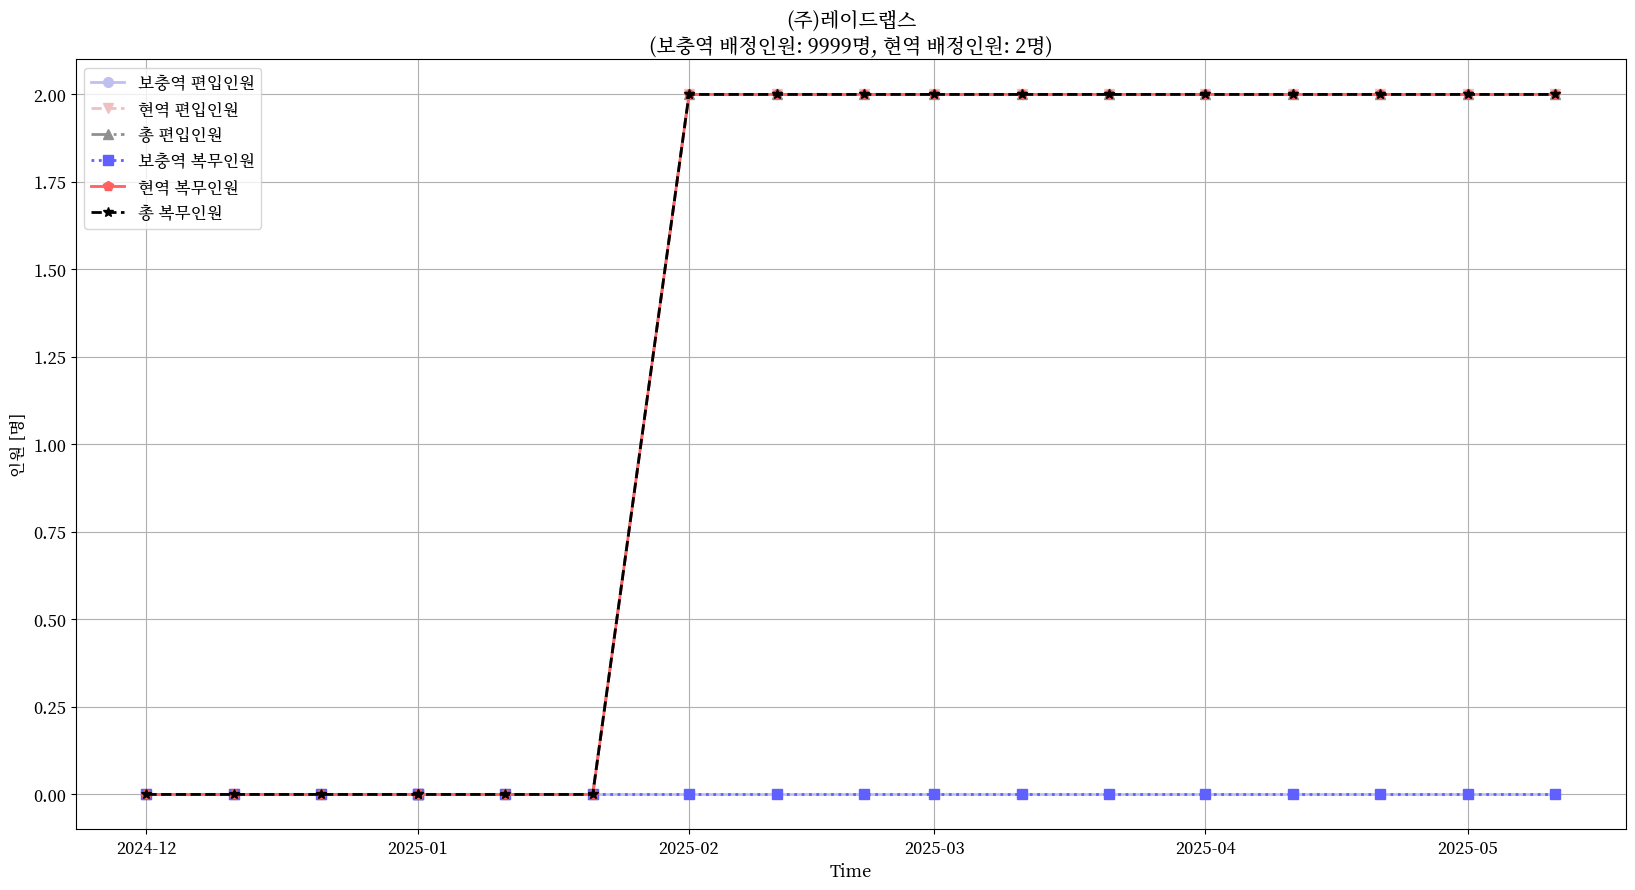 (주)레이드랩스
(보충역 배정인원: 9999명, 현역 배정인원: 2명)
보충역 편입인원
현역 편입인원
총 편입인원
보충역 복무인원
현역 복무인원
총 복무인원
2.00
1.75
1.50
1.25
1.00
0.75
0.50
0.25
0.00
인원 [명]
2024-12
2025-01
2025-02
2025-03
2025-04
2025-05
Time